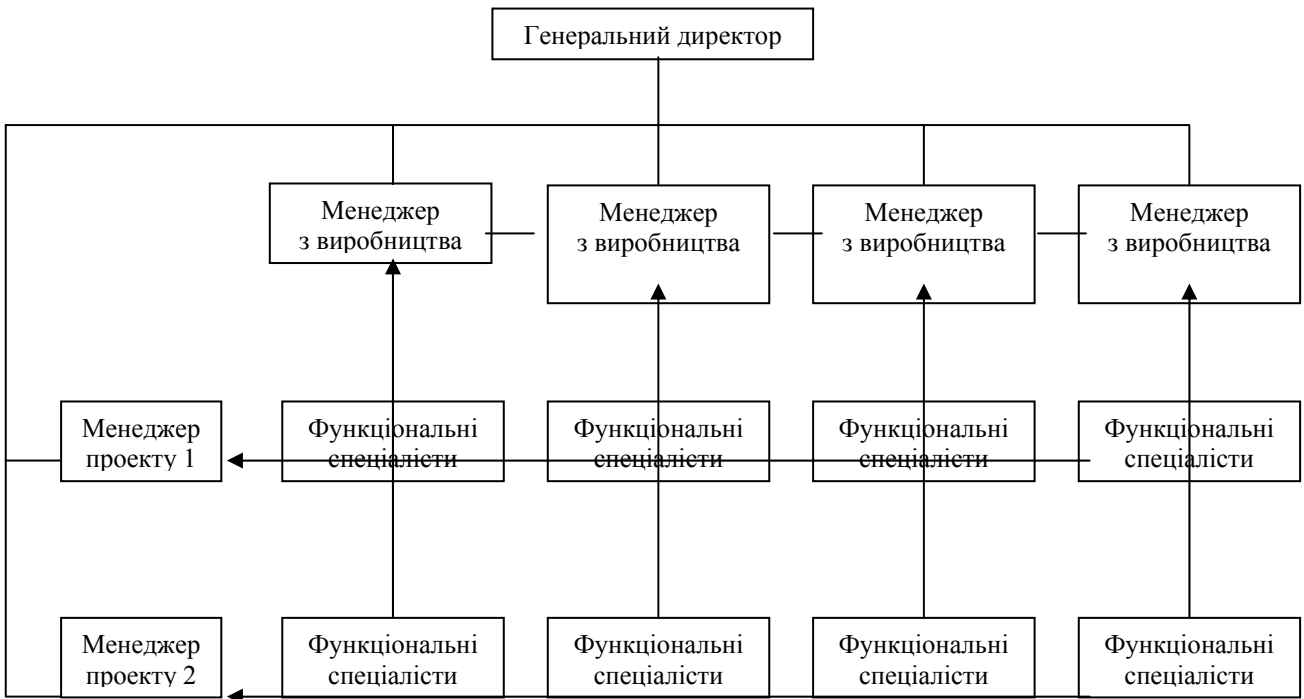 Генеральний директор
Менеджер
з виробництва
Менеджер
з виробництва
Менеджер
з виробництва
Менеджер
з виробництва
Менеджер
проекту 1
Функціональні
спеціалісти
Функціональні
спеціалісти
Функціональні
спеціалісти
Функціональні
спеціалісти
Менеджер
проекту 2
Функціональні
спеціалісти
Функціональні
спеціалісти
Функціональні
спеціалісти
Функціональні
спеціалісти